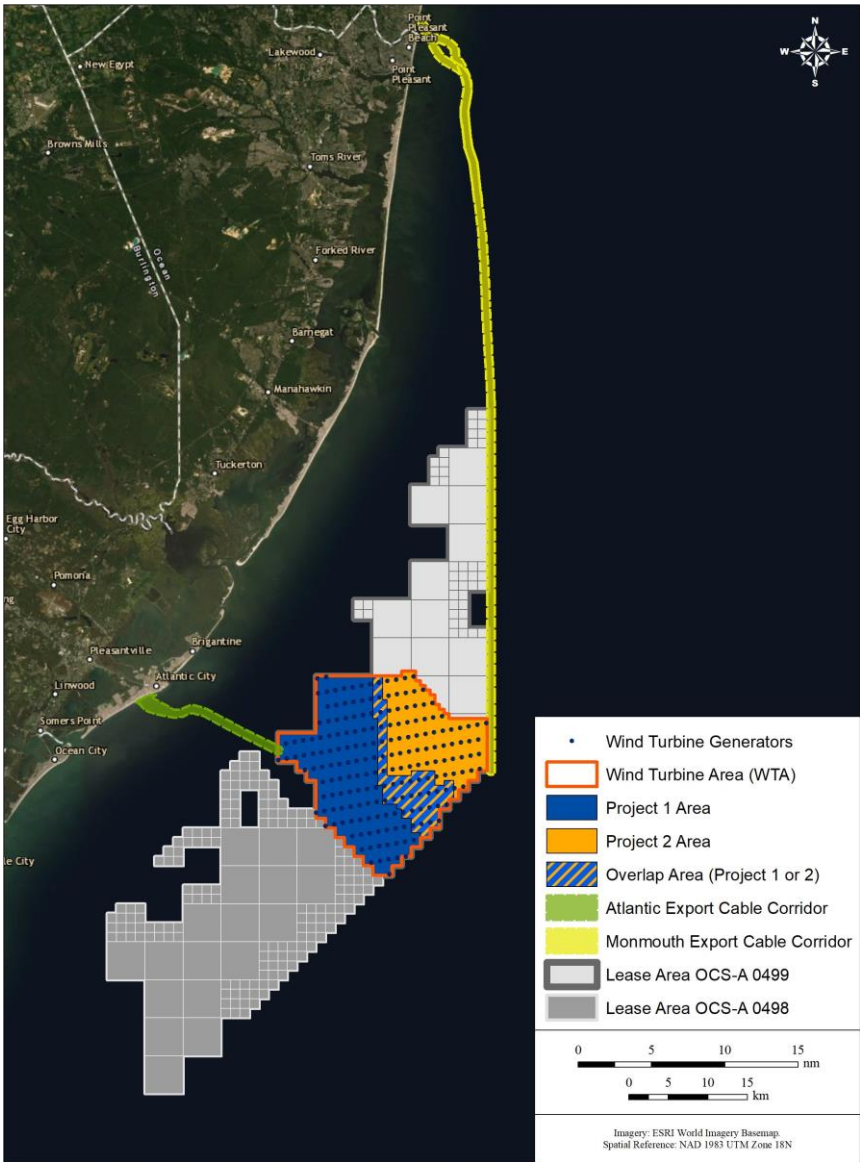 Point
Pleasant
Beach
Lakewood
New Egypt
Point
Pleasant
N
W
E
S
Browns Mills
Toms River
Ocean
Burlington
Forked River
Barnegat
Manahawkin
Tuckerton
Egg Harbor
City
Pomona
ng
Brigantine
Pleasantville
Atlantic City
Linwood
Somers Point
Ocean City
le City
Wind Turbine Generators
Wind Turbine Area (WTA)
Project 1 Area
Project 2 Area
Overlap Area (Project 1 or 2)
Atlantic Export Cable Corridor
Monmouth Export Cable Corridor
Lease Area OCS-A 0499
Lease Area OCS-A 0498
0 5 10 15
nm
0 5 10 15
km
Imagery: ESRI World Imagery Basemap.
Spatial Reference: NAD 1983 UTM Zone 18N